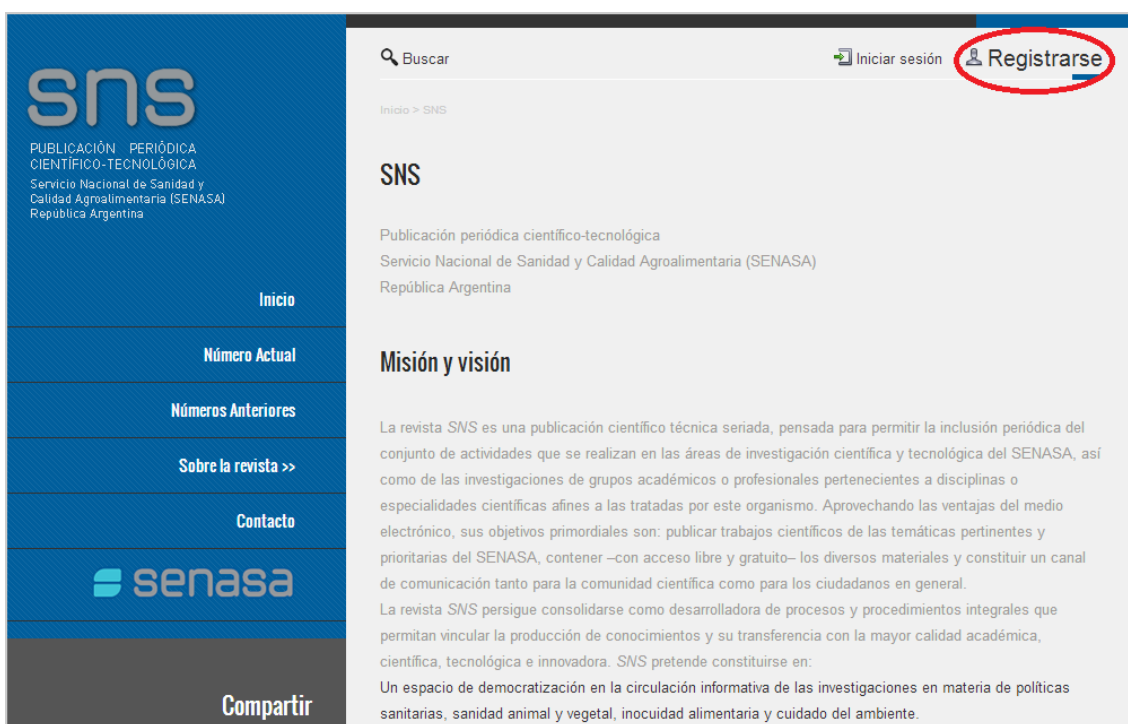 sns
PUBLICACIÓN PERIÓDICA
CIENTÍFICO-TECNOLÓGICA
Servicio Nacional de Sanidad y
Calidad Agroalimentaria (SENASA)
República Argentina
Inicio
Número Actual
Números Anteriores
Sobre la revista >>
Contacto
senasa
Compartir
Buscar
Iniciar sesión
Registrarse
Inicio > SNS
SNS
Publicación periódica científico-tecnológica
Servicio Nacional de Sanidad y Calidad Agroalimentaria (SENASA)
República Argentina
Misión y visión
La revista SNS es una publicación científico técnica seriada, pensada para permitir la inclusión periódica del
conjunto de actividades que se realizan en las áreas de investigación científica y tecnológica del SENASA, así
como de las investigaciones de grupos académicos o profesionales pertenecientes a disciplinas o
especialidades científicas afines a las tratadas por este organismo. Aprovechando las ventajas del medio
electrónico, sus objetivos primordiales son: publicar trabajos científicos de las temáticas pertinentes y
prioritarias del SENASA, contener –con acceso libre y gratuito– los diversos materiales y constituir un canal
de comunicación tanto para la comunidad científica como para los ciudadanos en general.
La revista SNS persigue consolidarse como desarrolladora de procesos y procedimientos integrales que
permitan vincular la producción de conocimientos y su transferencia con la mayor calidad académica,
científica, tecnológica e innovadora. SNS pretende constituirse en:
Un espacio de democratización en la circulación informativa de las investigaciones en materia de políticas
sanitarias, sanidad animal y vegetal, inocuidad alimentaria y cuidado del ambiente.